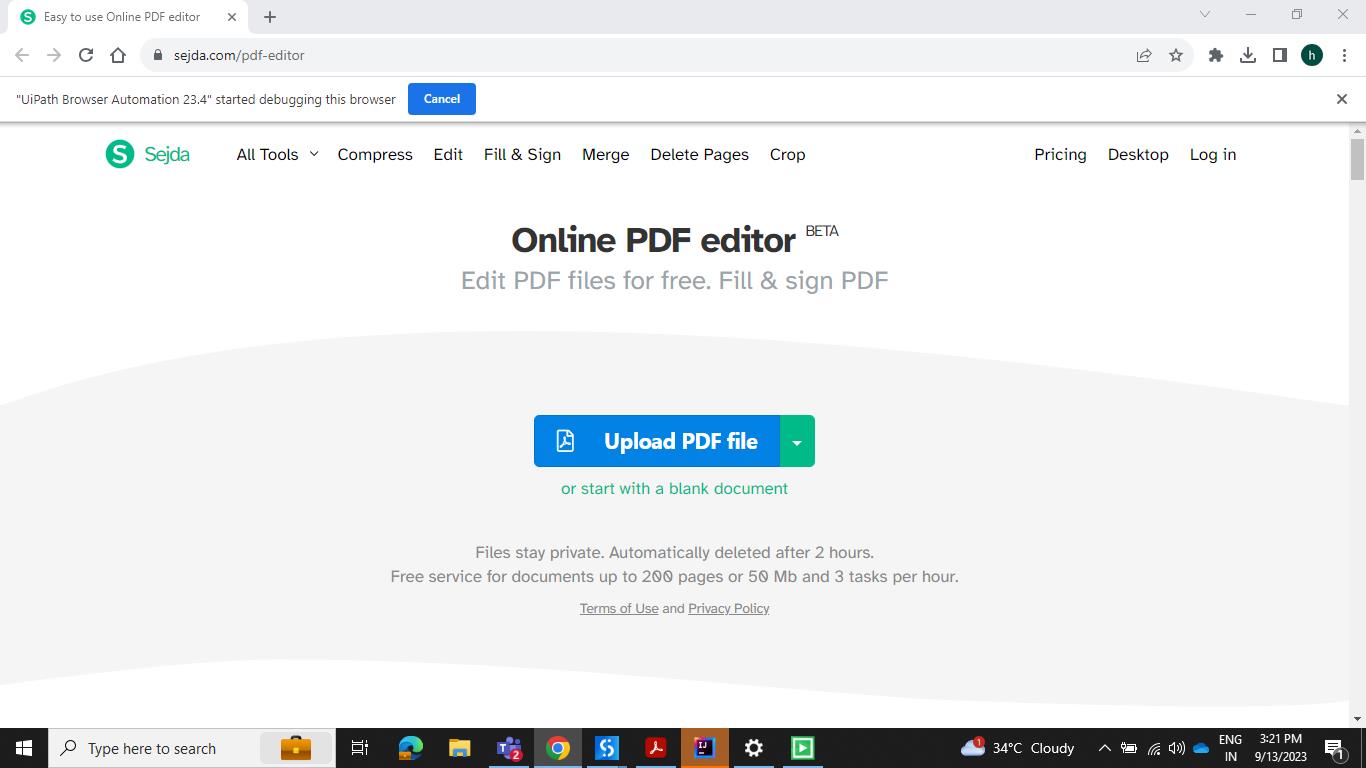 Easy to use Online PDF editor
sejda.com/pdf-editor
h
"UiPath Browser Automation 23.4" started debugging this browser
Cancel
S Sejda
All Tools Compress Edit Fill & Sign Merge Delete Pages Crop Pricing Desktop Log in
Online PDF editor BETA
Edit PDF files for free. Fill & sign PDF
Upload PDF file
or start with a blank document
Files stay private. Automatically deleted after 2 hours.
Free service for documents up to 200 pages or 50 Mb and 3 tasks per hour.
Terms of Use and Privacy Policy
Type here to search
2
IJ
1
34°C Cloudy
ENG
IN
3:21 PM
9/13/2023
1